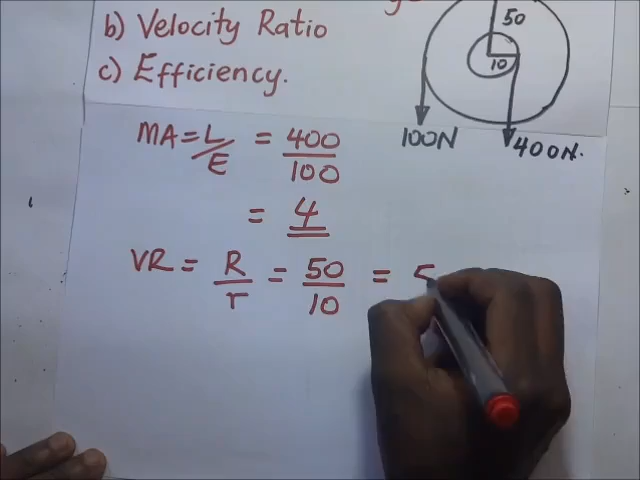 b) Velocity Ratio
c) Efficiency.
50
10
100N
400N.
MA = L/E = 400/100
= 4
VR = R/r = 50/10 = 5